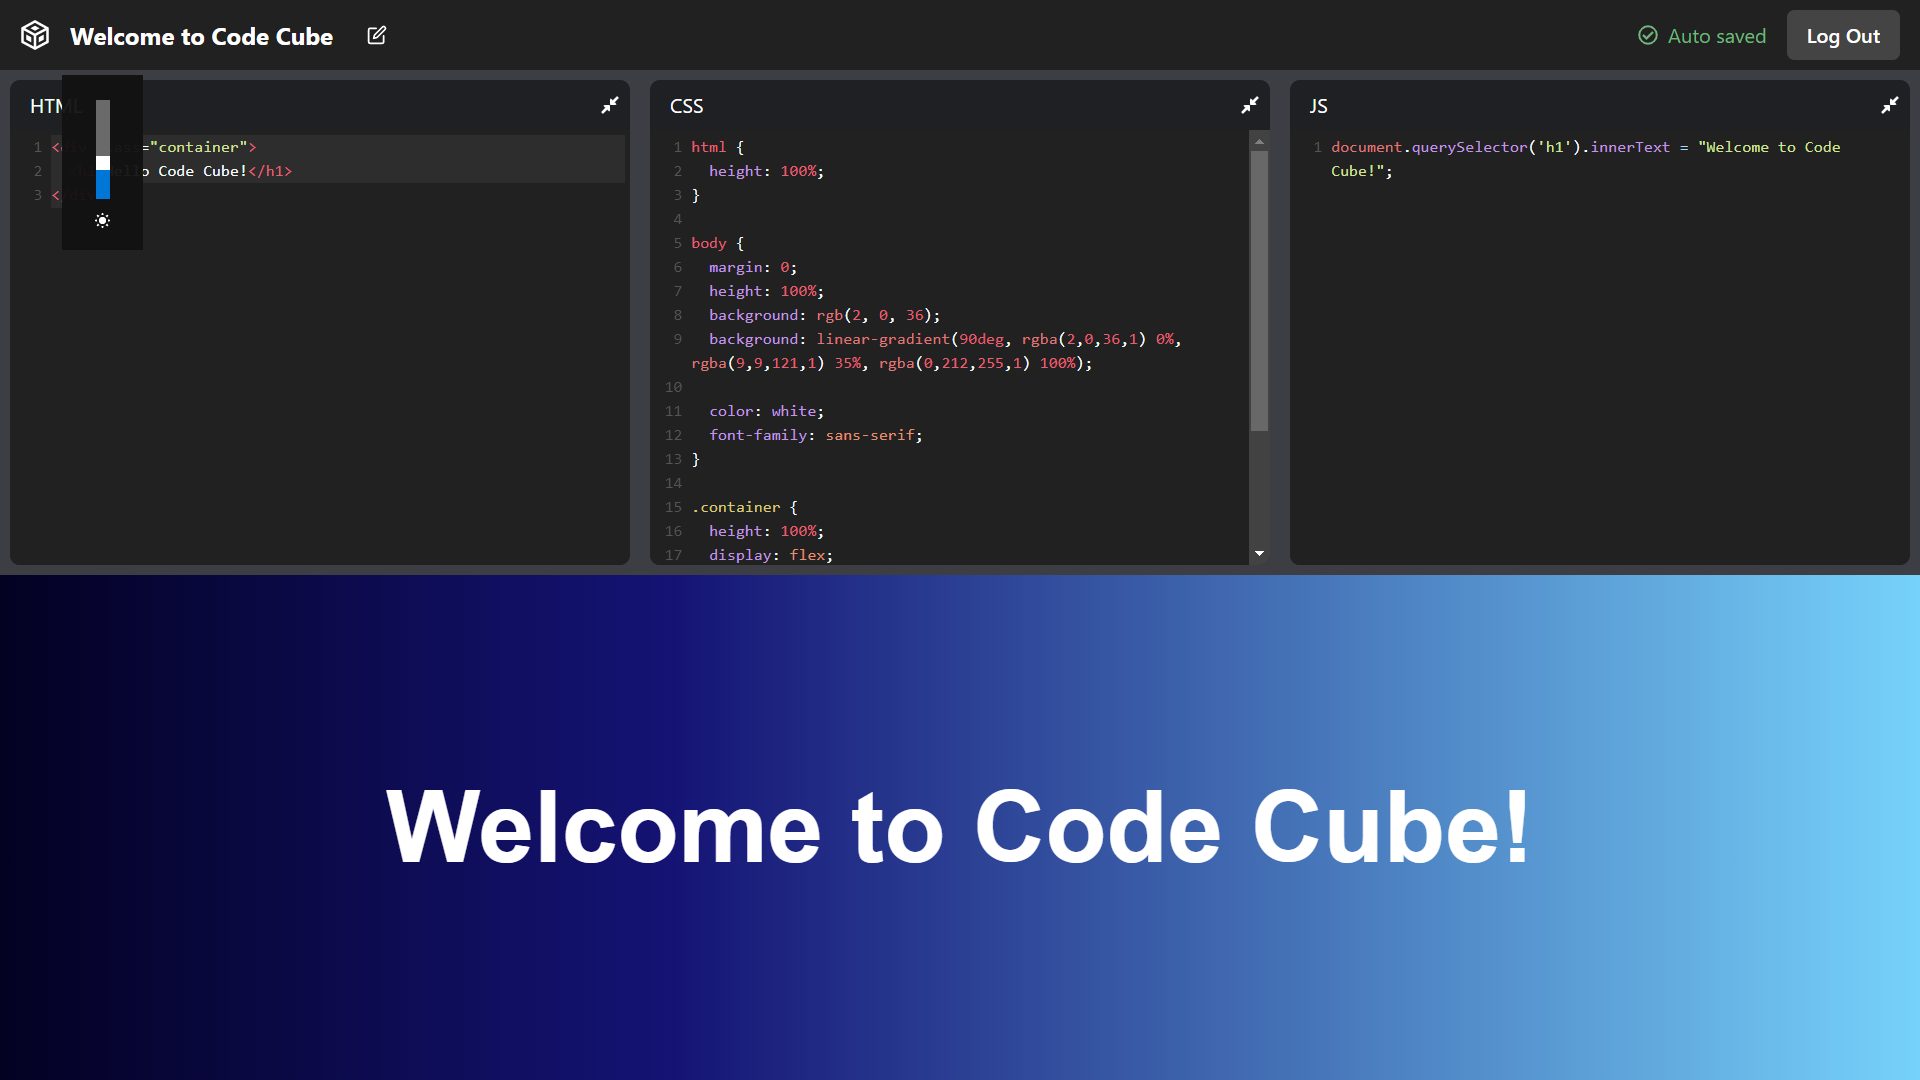 Welcome to Code Cube
Auto saved
Log Out
HTML
1 <div class="container">
2 Hello Code Cube!</h1>
3 </div
CSS
1 html {
2 height: 100%;
3 }
4
5 body {
6 margin: 0;
7 height: 100%;
8 background: rgb(2, 0, 36);
9 background: linear-gradient(90deg, rgba(2,0,36,1) 0%,
rgba(9,9,121,1) 35%, rgba(0,212,255,1) 100%);
10
11 color: white;
12 font-family: sans-serif;
13 }
14
15 .container {
16 height: 100%;
17 display: flex;
JS
1 document.querySelector('h1').innerText = "Welcome to Code
Cube!";
Welcome to Code Cube!